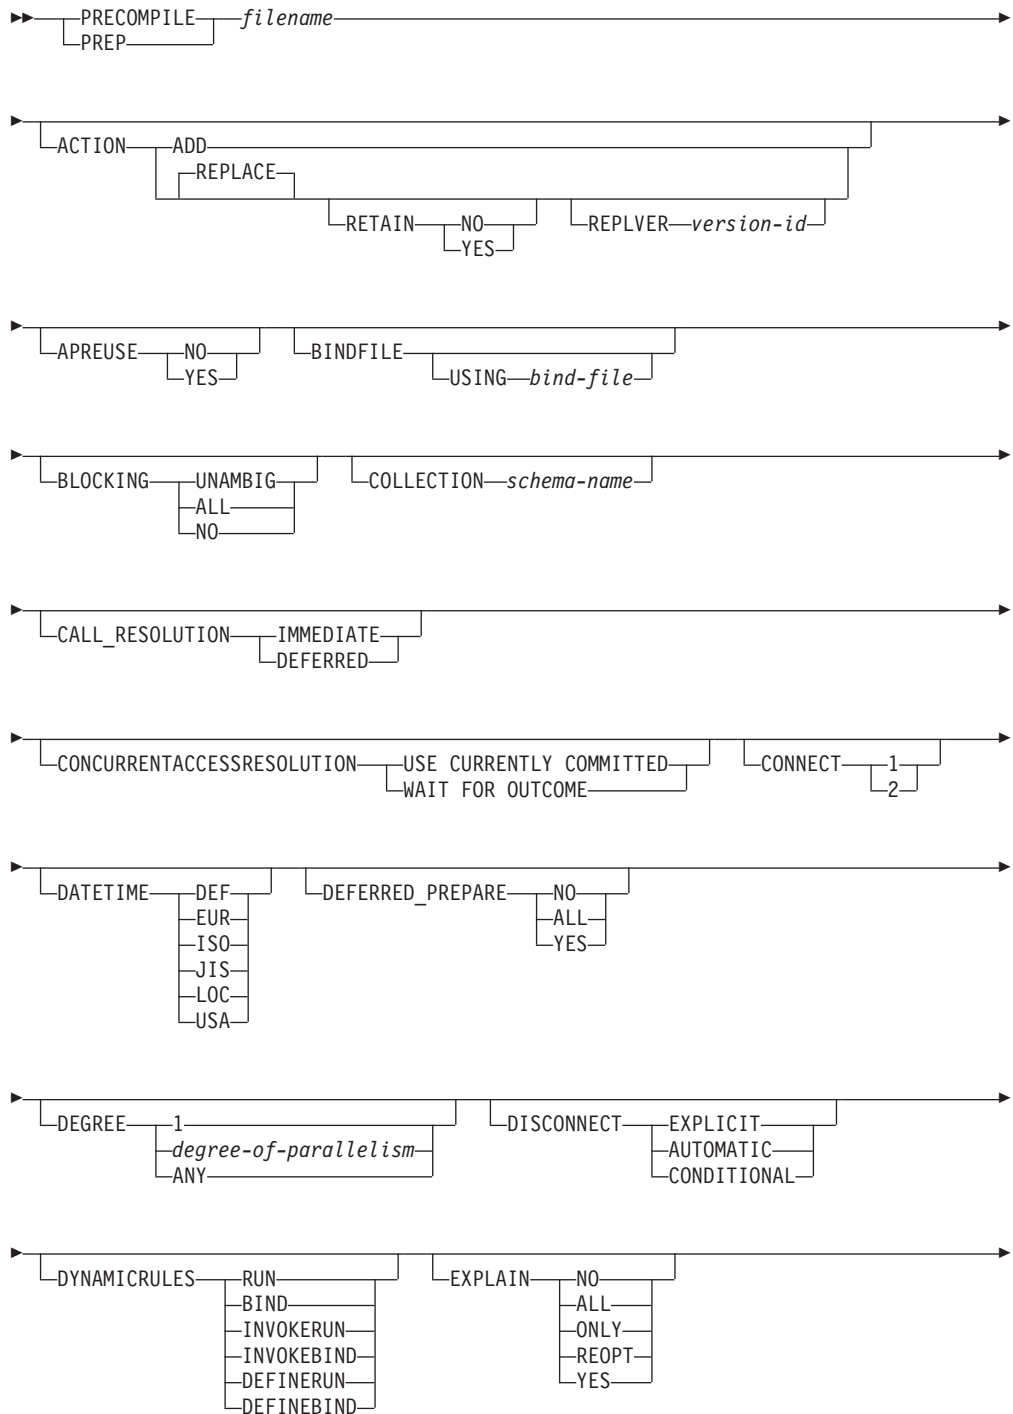 PRECOMPILE filename
PREP
ACTION ADD
REPLACE
RETAIN NO REPLVER version-id
YES
APREUSE NO BINDFILE
YES USING bind-file
BLOCKING UNAMBIG COLLECTION schema-name
ALL
NO
CALL_RESOLUTION IMMEDIATE
DEFERRED
CONCURRENTACCESSRESOLUTION USE CURRENTLY COMMITTED CONNECT 1
WAIT FOR OUTCOME 2
DATETIME DEF DEFERRED_PREPARE NO
EUR ALL
ISO YES
JIS
LOC
USA
DEGREE 1 DISCONNECT EXPLICIT
degree-of-parallelism AUTOMATIC
ANY CONDITIONAL
DYNAMICRULES RUN EXPLAIN NO
BIND ALL
INVOKERUN ONLY
INVOKEBIND REOPT
DEFINERUN YES
DEFINEBIND